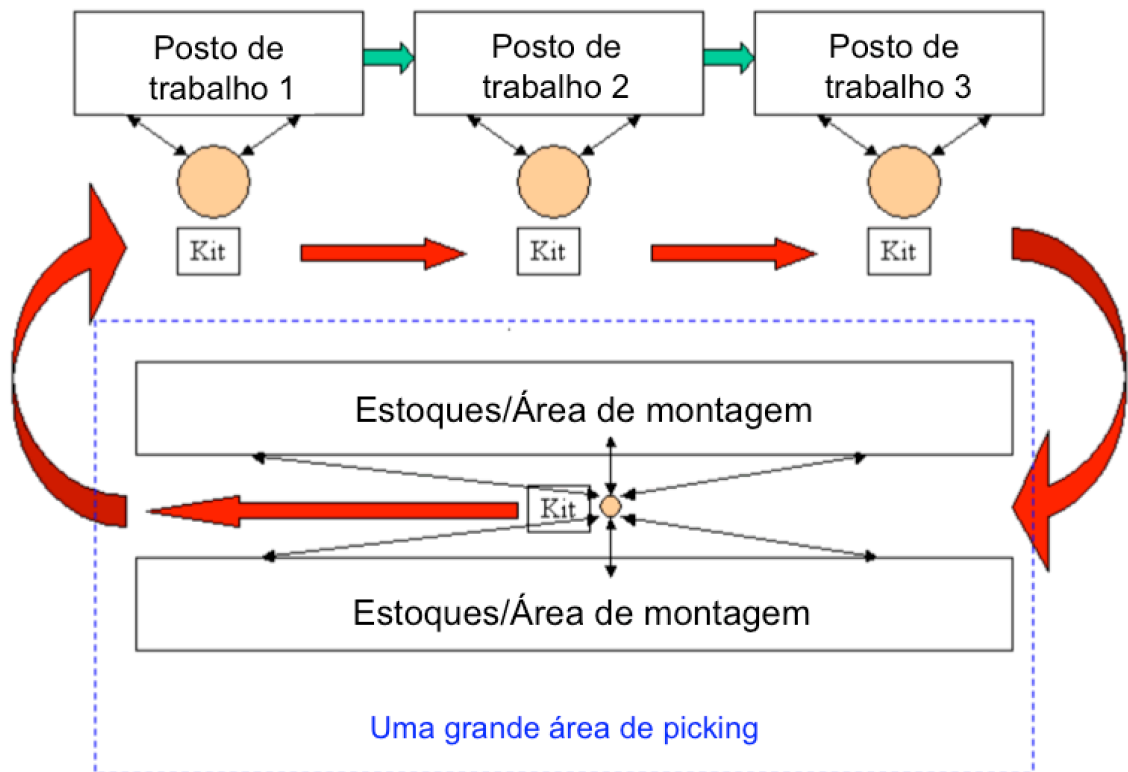 Posto de
trabalho 1
Posto de
trabalho 2
Posto de
trabalho 3
Kit
Kit
Kit
Estoques/Área de montagem
Kit
Estoques/Área de montagem
Uma grande área de picking